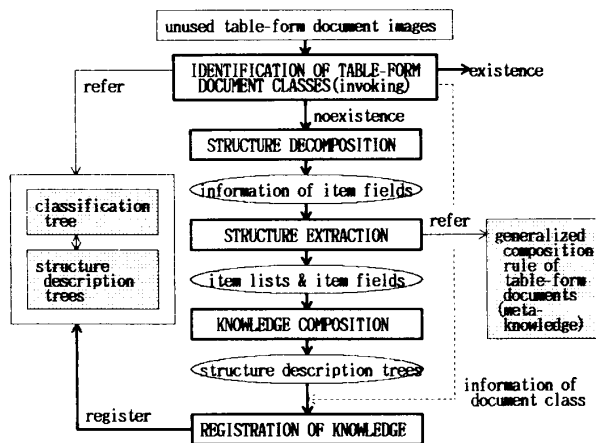 unused table-form document images
IDENTIFICATION OF TABLE-FORM
DOCUMENT CLASSES(invoking)
existence
refer
noexistence
STRUCTURE DECOMPOSITION
information of item fields
classification
tree
structure
description
trees
STRUCTURE EXTRACTION
refer
generalized
composition
rule of
table-form
documents
(meta-
knowledge)
item lists & item fields
KNOWLEDGE COMPOSITION
structure description trees
information of
document class
register
REGISTRATION OF KNOWLEDGE